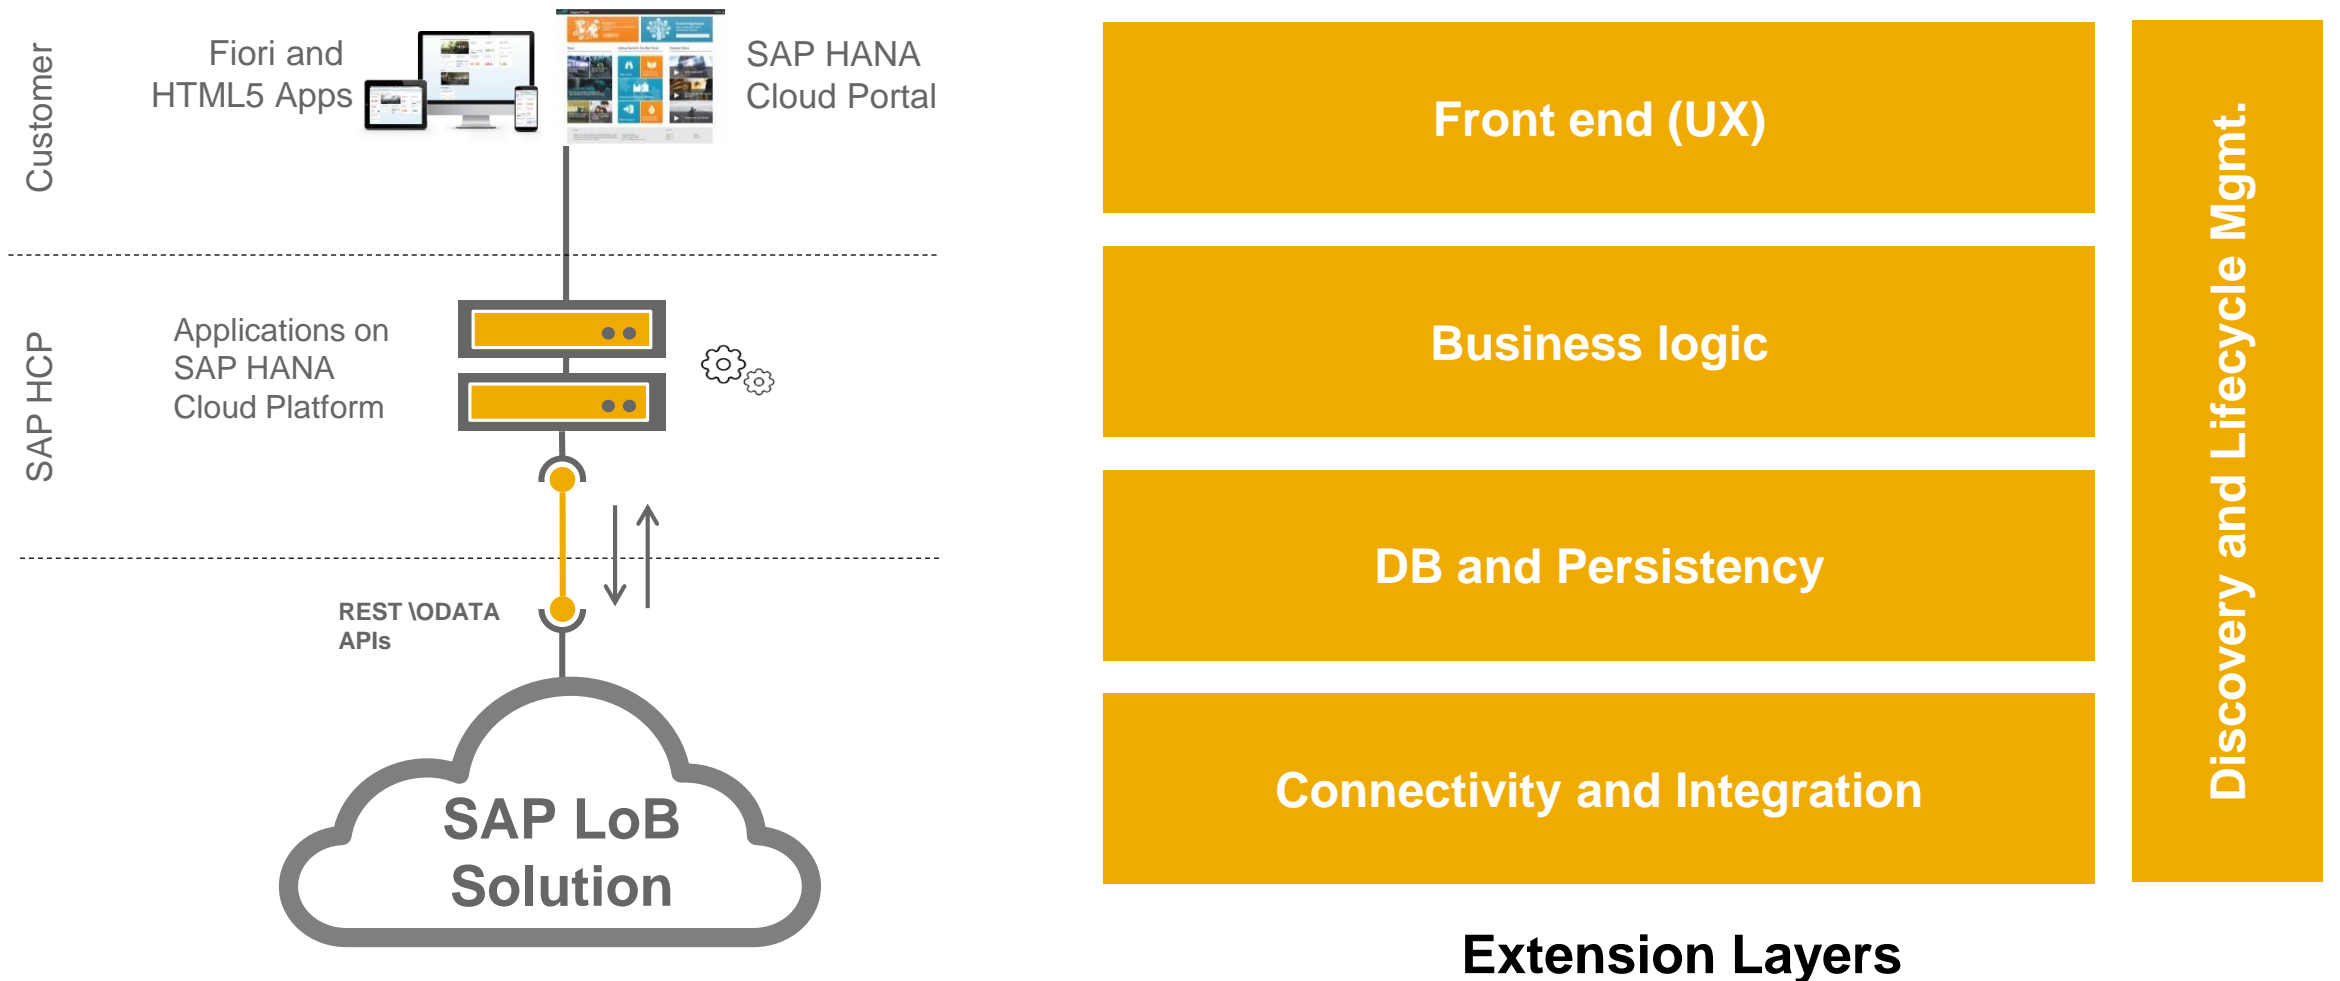 Customer
Fiori and
HTML5 Apps
SAP HANA
Cloud Portal
SAP HCP
Applications on
SAP HANA
Cloud Platform
REST \ODATA
APIs
SAP LoB
Solution
Front end (UX)
Business logic
DB and Persistency
Connectivity and Integration
Discovery and Lifecycle Mgmt.
Extension Layers